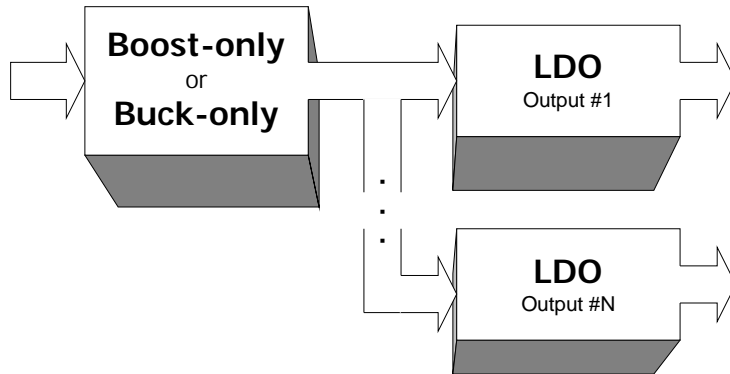 Boost-only
or
Buck-only
LDO
Output #1
.
.
.
LDO
Output #N